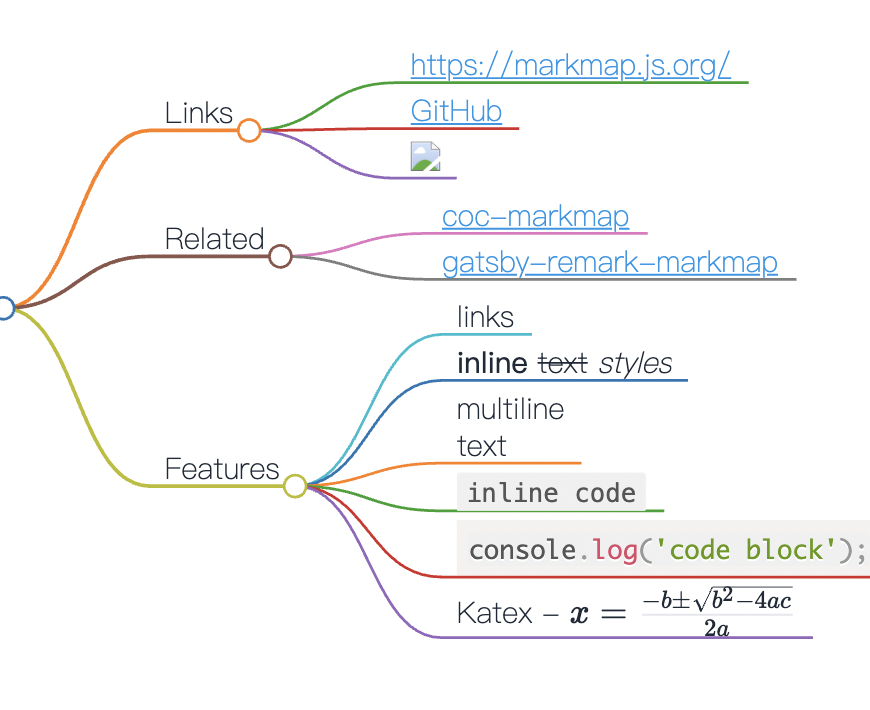 Links
https://markmap.js.org/
GitHub
Related
coc-markmap
gatsby-remark-markmap
Features
links
inline text styles
multiline
text
inline code
console.log('code block');
Katex - x = \frac{-b±\sqrt{b^2-4ac}}{2a}